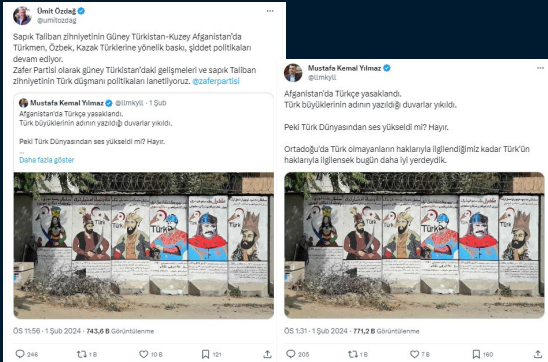 Ümit Özdağ
@umitozdag
Sapık Taliban zihniyetinin Güney Türkistan-Kuzey Afganistan’da
Türkmen, Özbek, Kazak Türklerine yönelik baskı, şiddet politikaları
devam ediyor.
Zafer Partisi olarak güney Türkistan’daki gelişmeleri ve sapık Taliban
zihniyetinin Türk düşmanı politikaları lanetliyoruz. @zaferpartisi
Mustafa Kemal Yılmaz @ilmkyll · 1 Şub
Afganistan’da Türkçe yasaklandı.
Türk büyüklerinin adının yazıldığı duvarlar yıkıldı.
Peki Türk Dünyasından ses yükseldi mi? Hayır.
...
Daha fazla göster
Türk
Türk
ÖS 11:56 · 1 Şub 2024 · 743,6 B Görüntülenme
246
1 B
10 B
121
Mustafa Kemal Yılmaz
@ilmkyll
Afganistan’da Türkçe yasaklandı.
Türk büyüklerinin adının yazıldığı duvarlar yıkıldı.
Peki Türk Dünyasından ses yükseldi mi? Hayır.
Ortadoğu’da Türk olmayanların haklarıyla ilgilendiğimiz kadar Türk’ün
haklarıyla ilgilensek bugün daha iyi yerdeydik.
Türk
Türk
ÖS 1:31 · 1 Şub 2024 · 771,2 B Görüntülenme
205
1 B
7 B
160